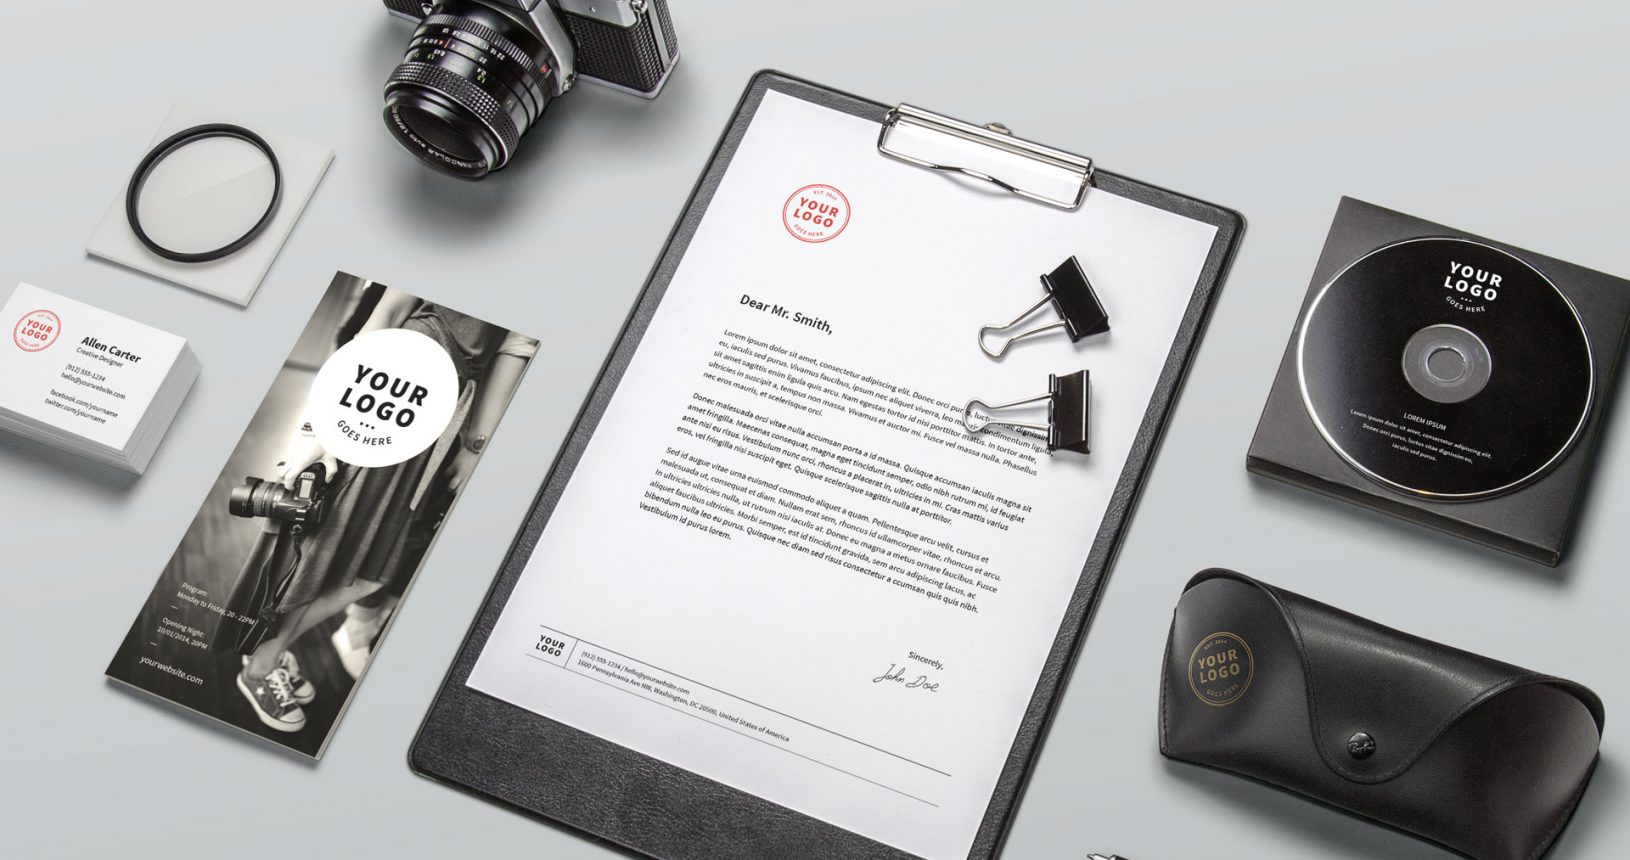 EST. 2014
YOUR
LOGO
GOES HERE
Allen Carter
Creative Designer
(912) 555-1234
hello@yourwebsite.com
facebook.com/yourname
twitter.com/yourname
YOUR
LOGO
GOES HERE
Program:
Monday to Friday, 20 - 22PM
Opening Night:
10/01/2014, 20PM
yourwebsite.com
EST. 2014
YOUR
LOGO
GOES HERE
Dear Mr. Smith,
Lorem ipsum dolor sit amet, consectetur adipiscing elit. Donec orci purus, luctus dignissim
eu, iaculis sed purus. Vivamus faucibus, ipsum nec aliquet viverra, leo mi condimentum ligula,
sit amet sagittis enim ligula quis arcu. Nam egestas tortor id nisi porttitor mattis. In tortor ante,
ultricies in suscipit a, tempus non massa. Vivamus et auctor mi. Fusce vel massa nulla. Phasellus
nec eros mauris, et scelerisque orci.
Donec malesuada orci vitae nulla accumsan porta a id massa. Quisque accumsan iaculis magna sit
amet fringilla. Maecenas consequat, magna eget tincidunt semper, odio nibh rutrum mi, id feugiat
ante nisi eu risus. Vestibulum nunc orci, rhoncus a placerat in, ultricies in mi. Cras mattis varius
eros, vel fringilla nisi suscipit eget. Quisque scelerisque sagittis nulla at porttitor.
Sed id augue vitae urna euismod commodo aliquet a quam. Pellentesque arcu velit, cursus et
malesuada ut, consequat et diam. Nullam erat sem, rhoncus id ullamcorper vitae, rhoncus et arcu.
In ultricies ultricies nulla, ut rutrum nisi iaculis at. Donec eu magna a metus ornare faucibus. Fusce
aliquet faucibus ultricies. Morbi semper, est id tincidunt gravida, sem arcu adipiscing lacus, ac
bibendum nulla leo eu purus. Quisque nec diam sed risus consectetur a ccumsan quis quis nibh.
Vestibulum id purus lorem.
Sincerely,
John Doe
YOUR
LOGO
(912) 555-1234 / hello@yourwebsite.com
1600 Pennsylvania Ave NW, Washington, DC 20500, United States of America
YOUR
LOGO
GOES HERE
LOREM IPSUM
Lorem ipsum dolor sit amet, consectetur adipiscing elit.
Donec orci purus, luctus vitae dignissim eu,
iaculis sed purus.
EST. 2014
YOUR
LOGO
GOES HERE
Ray-Ban